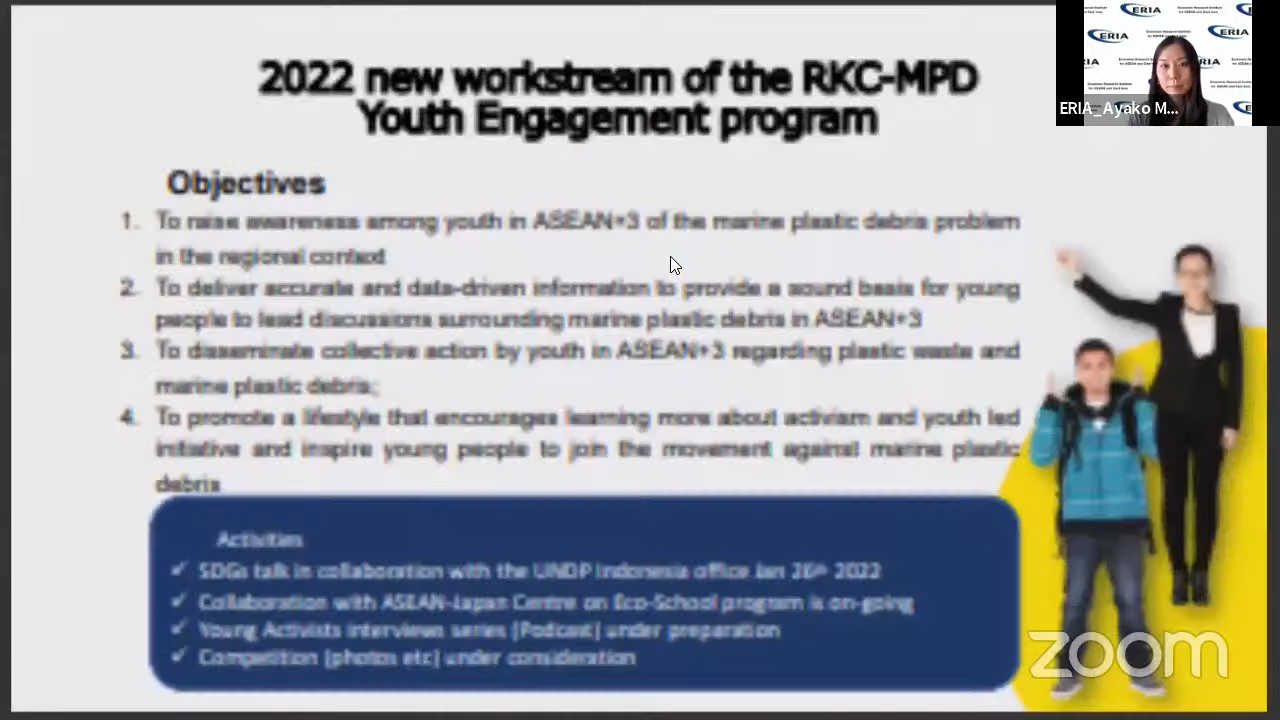 2022 new workstream of the RKC-MPD
Youth Engagement program
ERIA
ERIA
ERIA
ERIA
ERIA_Ayako M...
Objectives
1. To raise awareness among youth in ASEAN+3 of the marine plastic debris problem
in the regional context
2. To deliver accurate and data-driven information to provide a sound basis for young
people to lead discussions surrounding marine plastic debris in ASEAN+3
3. To disseminate collective action by youth in ASEAN+3 regarding plastic waste and
marine plastic debris;
4. To promote a lifestyle that encourages learning more about activism and youth led
initiative and inspire young people to join the movement against marine plastic
debris
Activities
✓ SDGs talk in collaboration with the UNDP Indonesia office Jan 26th 2022
✓ Collaboration with ASEAN-Japan Centre on Eco-School program is on-going
✓ Young Activists interviews series (Podcast) under preparation
✓ Competition (photos etc) under consideration
zoom